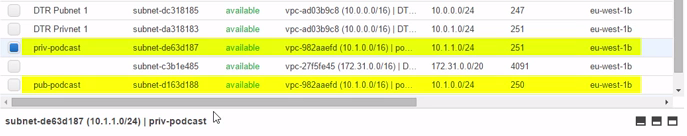 DTR Pubnet 1 subnet-dc318185 available vpc-ad03b9c8 (10.0.0.0/16) | DT... 10.0.0.0/24 247 eu-west-1b
DTR Privnet 1 subnet-da318183 available vpc-ad03b9c8 (10.0.0.0/16) | DT... 10.0.1.0/24 251 eu-west-1b
priv-podcast subnet-de63d187 available vpc-982aaefd (10.1.0.0/16) | po... 10.1.1.0/24 251 eu-west-1b
subnet-c3b1e485 available vpc-27f5fe45 (172.31.0.0/16) | D... 172.31.0.0/20 4091 eu-west-1b
pub-podcast subnet-d163d188 available vpc-982aaefd (10.1.0.0/16) | po... 10.1.0.0/24 250 eu-west-1b
subnet-de63d187 (10.1.1.0/24) | priv-podcast